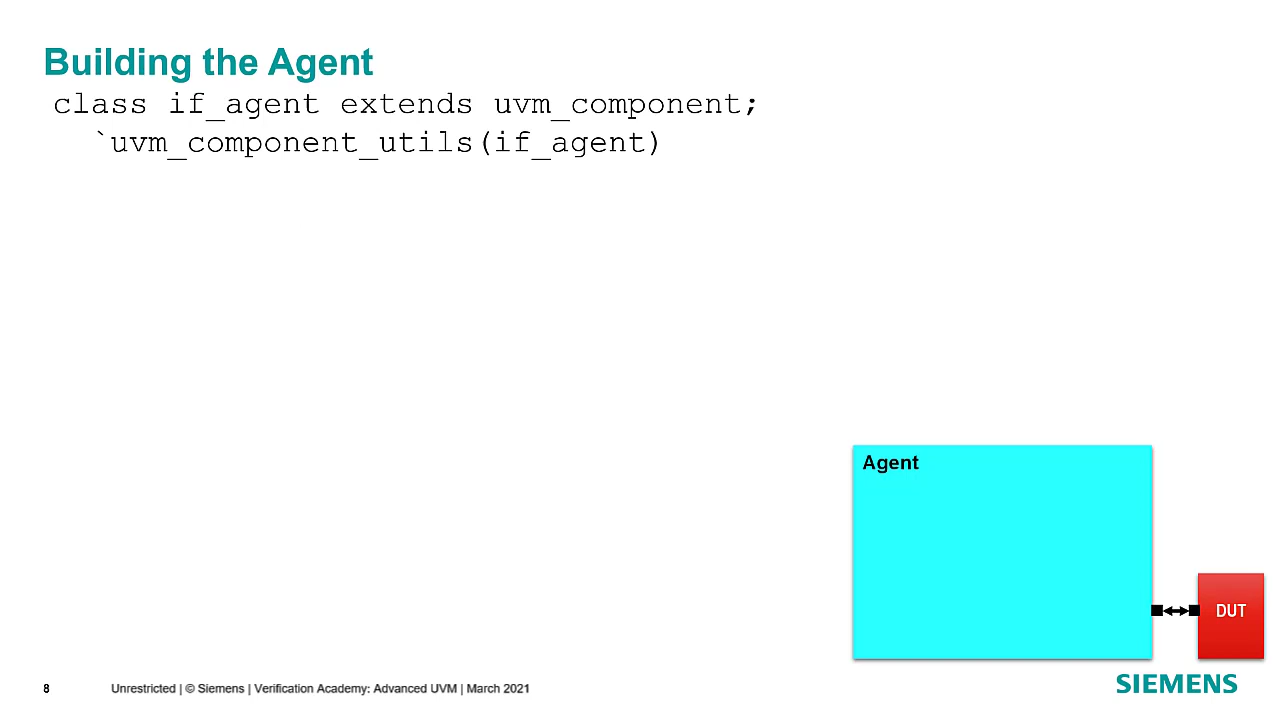 Building the Agent
class if_agent extends uvm_component;
`uvm_component_utils(if_agent)
Agent
DUT
8 Unrestricted | © Siemens | Verification Academy: Advanced UVM | March 2021
SIEMENS